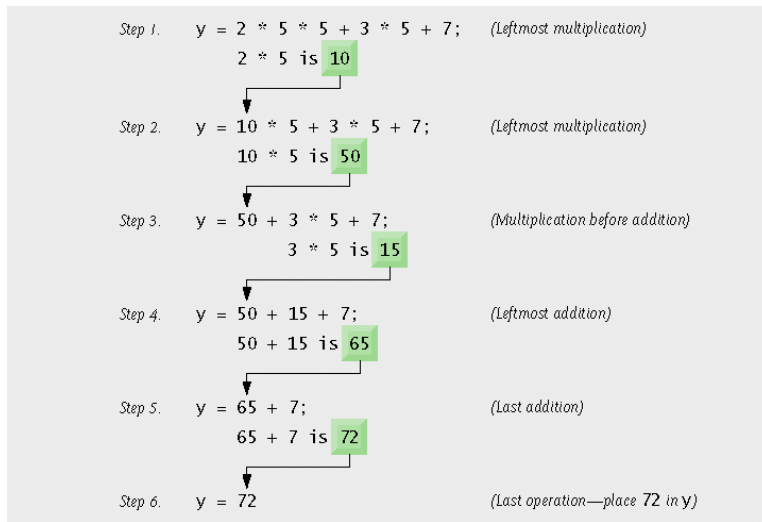 Step 1. y = 2 * 5 * 5 + 3 * 5 + 7; (Leftmost multiplication)
2 * 5 is 10
Step 2. y = 10 * 5 + 3 * 5 + 7; (Leftmost multiplication)
10 * 5 is 50
Step 3. y = 50 + 3 * 5 + 7; (Multiplication before addition)
3 * 5 is 15
Step 4. y = 50 + 15 + 7; (Leftmost addition)
50 + 15 is 65
Step 5. y = 65 + 7; (Last addition)
65 + 7 is 72
Step 6. y = 72 (Last operation—place 72 in y)